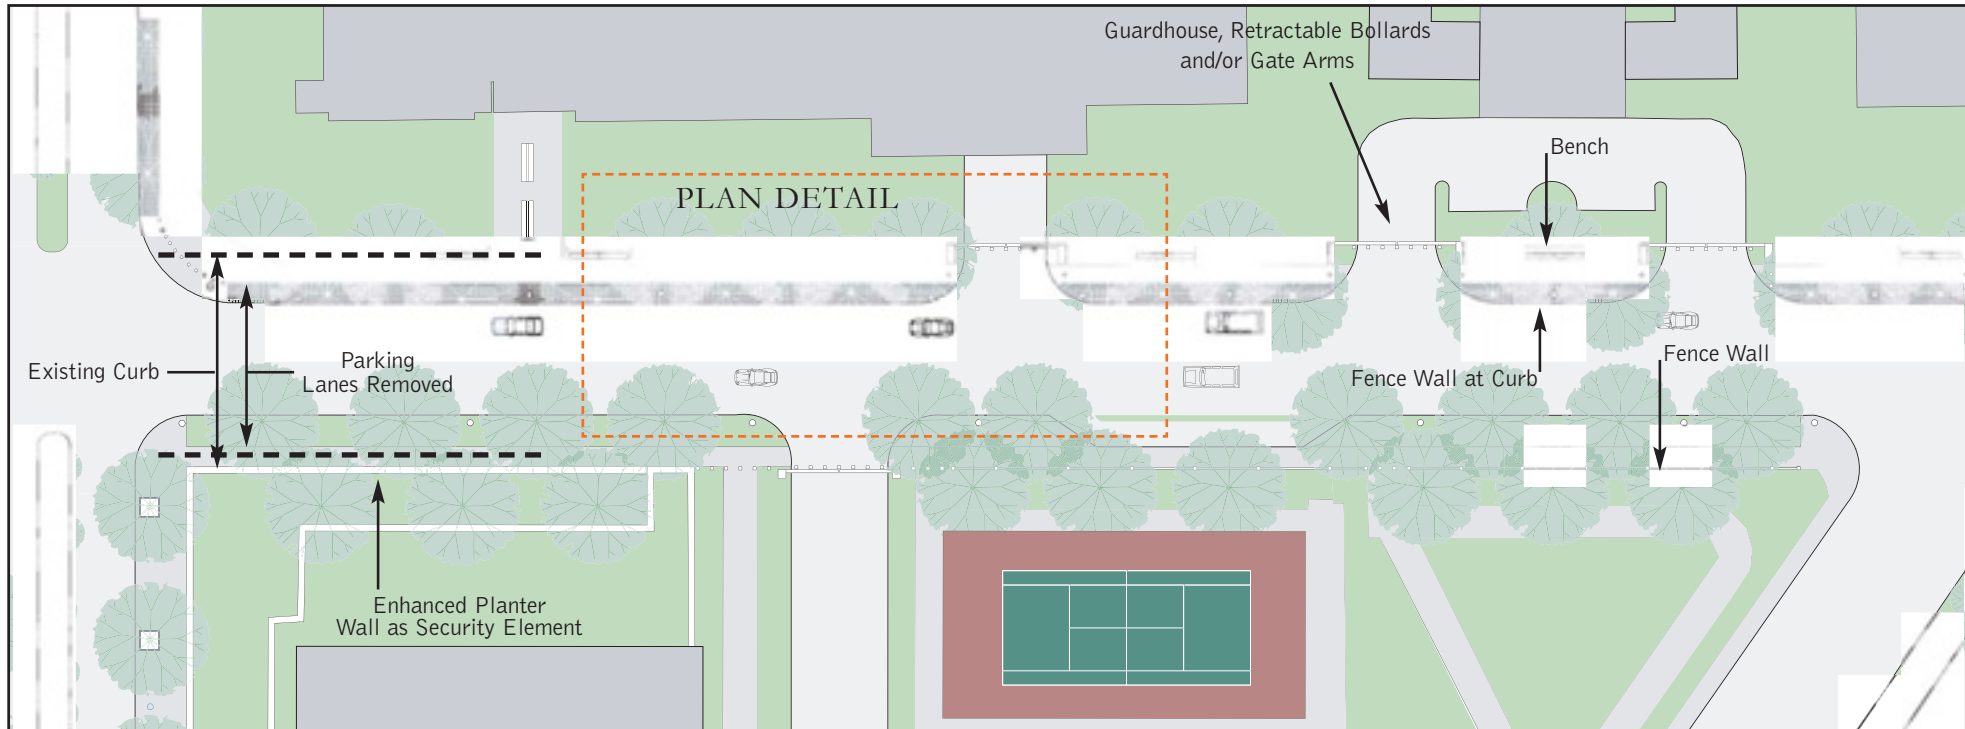 Guardhouse, Retractable Bollards
and/or Gate Arms
Bench
PLAN DETAIL
Existing Curb
Parking
Lanes Removed
Fence Wall
Fence Wall at Curb
Enhanced Planter
Wall as Security Element